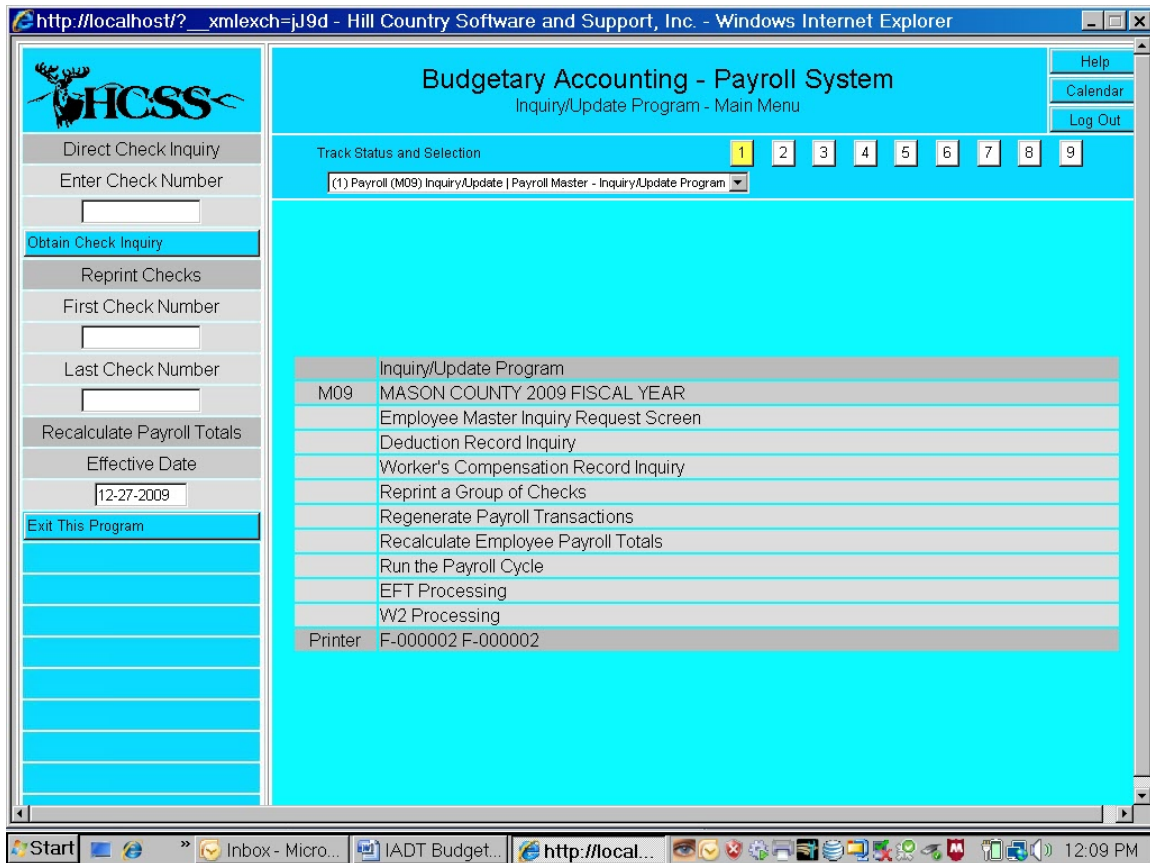 http://localhost/?__xmlexch=jJ9d - Hill Country Software and Support, Inc. - Windows Internet Explorer
HCSS
Budgetary Accounting - Payroll System
Inquiry/Update Program - Main Menu
Help
Calendar
Log Out
Direct Check Inquiry
Enter Check Number
Obtain Check Inquiry
Reprint Checks
First Check Number
Last Check Number
Recalculate Payroll Totals
Effective Date
12-27-2009
Exit This Program
Track Status and Selection
1 2 3 4 5 6 7 8 9
(1) Payroll (M09) Inquiry/Update | Payroll Master - Inquiry/Update Program
Inquiry/Update Program
M09 MASON COUNTY 2009 FISCAL YEAR
Employee Master Inquiry Request Screen
Deduction Record Inquiry
Worker's Compensation Record Inquiry
Reprint a Group of Checks
Regenerate Payroll Transactions
Recalculate Employee Payroll Totals
Run the Payroll Cycle
EFT Processing
W2 Processing
Printer F-000002 F-000002
Start » Inbox - Micro... IADT Budget... http://local... 12:09 PM